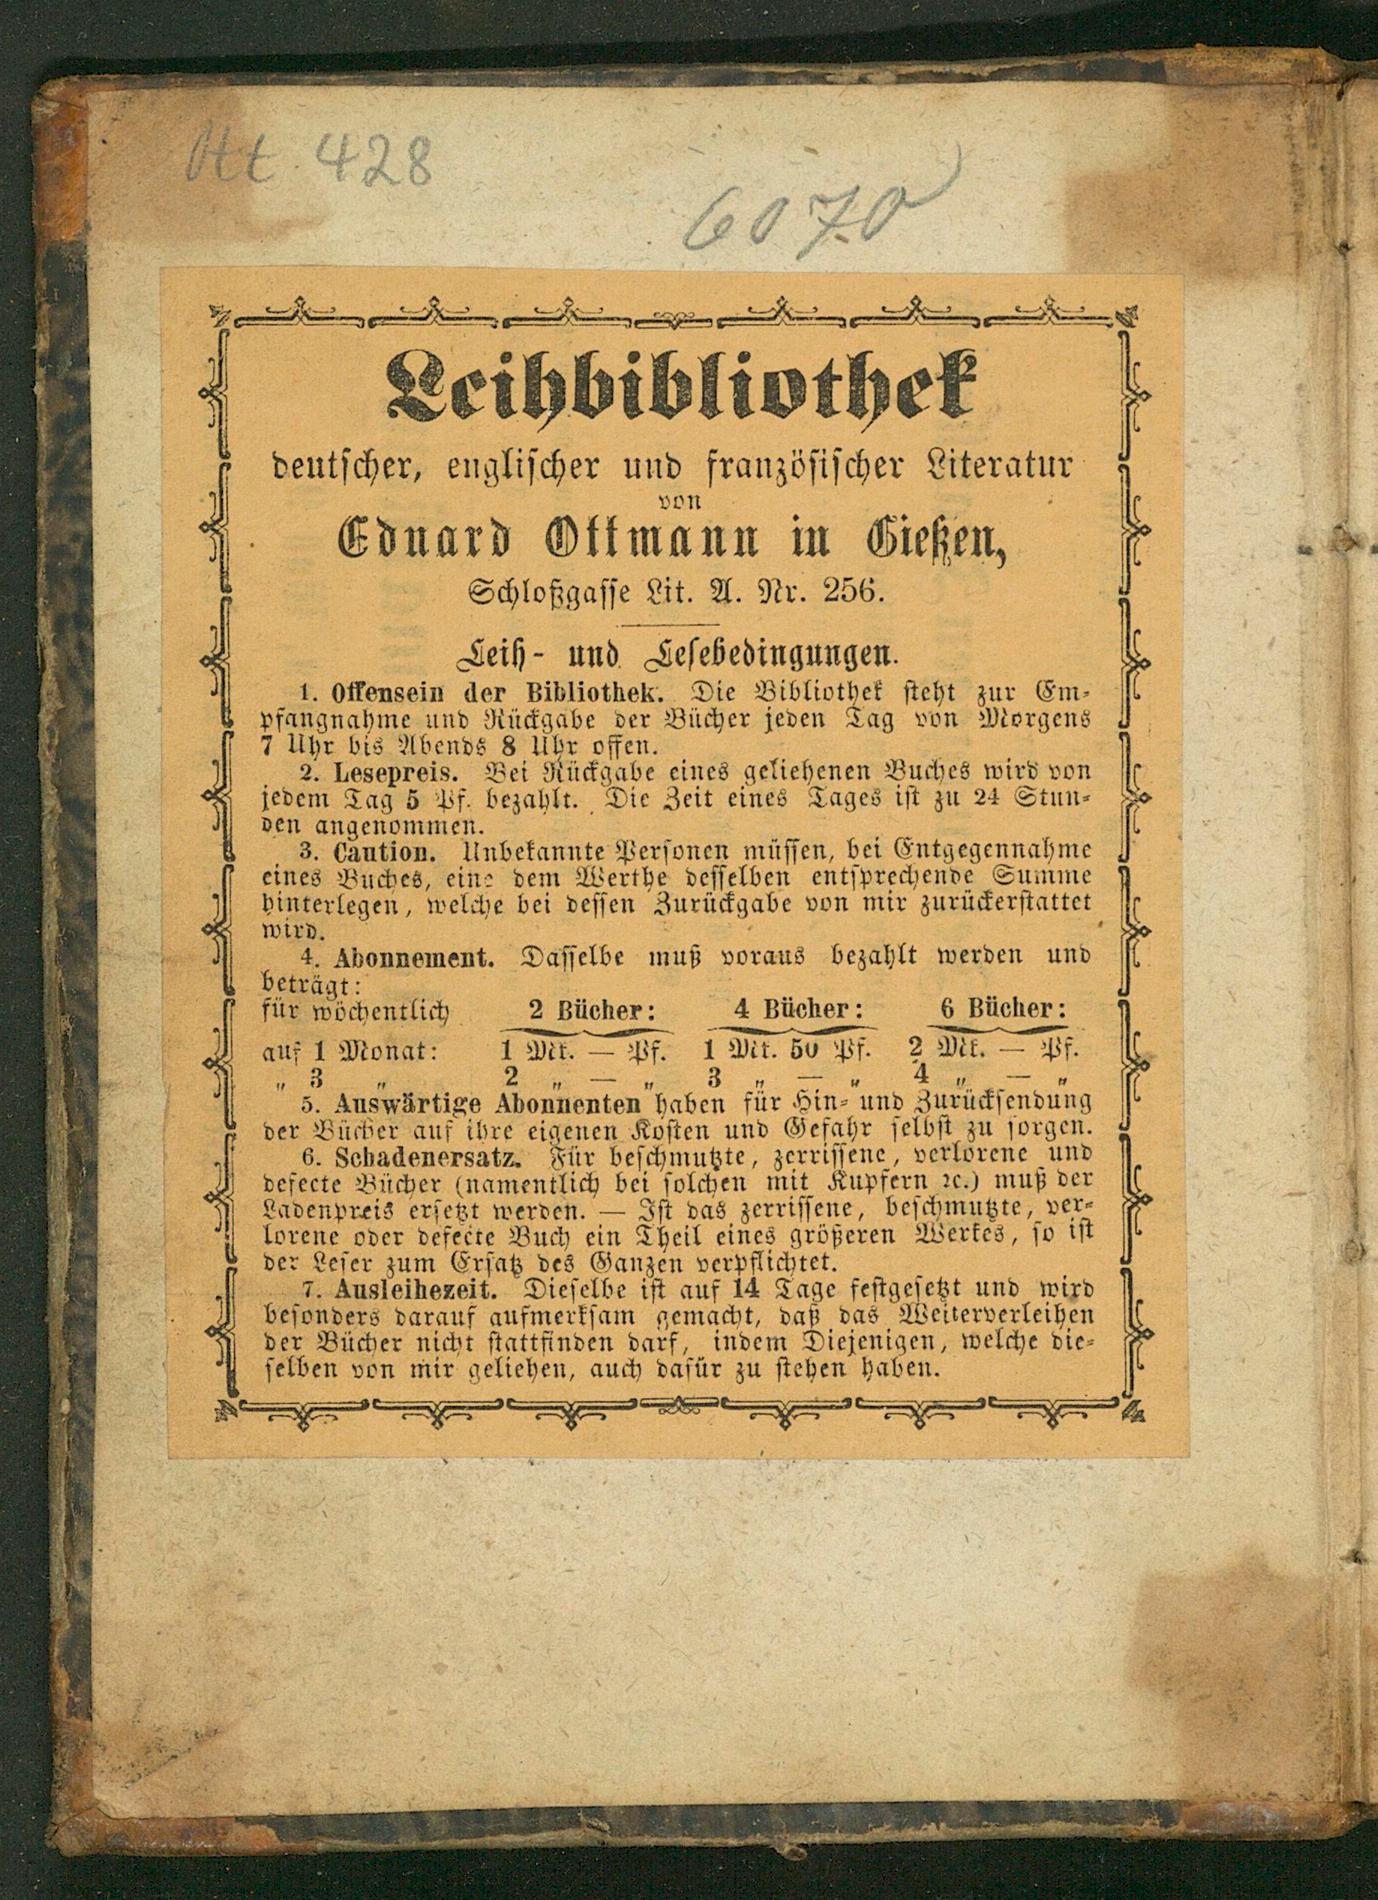 Ht. 428
6070
Leihbibliothek
deutscher, englischer und französischer Literatur
von
Eduard Ottmann in Gießen,
Schloßgasse Lit. A. Nr. 256.
Leih- und Lesebedingungen.
1. Offensein der Bibliothek. Die Bibliothek steht zur Em-
pfangnahme und Rückgabe der Bücher jeden Tag von Morgens
7 Uhr bis Abends 8 Uhr offen.
2. Lesepreis. Bei Rückgabe eines geliehenen Buches wird von
jedem Tag 5 Pf. bezahlt. Die Zeit eines Tages ist zu 24 Stun-
den angenommen.
3. Caution. Unbekannte Personen müssen, bei Entgegennahme
eines Buches, eine dem Werthe desselben entsprechende Summe
hinterlegen, welche bei dessen Zurückgabe von mir zurückerstattet
wird.
4. Abonnement. Dasselbe muß voraus bezahlt werden und
beträgt:
für wöchentlich 2 Bücher: 4 Bücher: 6 Bücher:
auf 1 Monat: 1 Mk. — Pf. 1 Mk. 50 Pf. 2 Mk. — Pf.
„ 3 „ 2 „ — „ 3 „ — „ 4 „ — „
5. Auswärtige Abonnenten haben für Hin- und Zurücksendung
der Bücher auf ihre eigenen Kosten und Gefahr selbst zu sorgen.
6. Schadenersatz. Für beschmutzte, zerrissene, verlorene und
defecte Bücher (namentlich bei solchen mit Kupfern ꝛc.) muß der
Ladenpreis ersetzt werden. — Ist das zerrissene, beschmutzte, ver-
lorene oder defecte Buch ein Theil eines größeren Werkes, so ist
der Leser zum Ersatz des Ganzen verpflichtet.
7. Ausleihezeit. Dieselbe ist auf 14 Tage festgesetzt und wird
besonders darauf aufmerksam gemacht, daß das Weiterverleihen
der Bücher nicht stattfinden darf, indem Diejenigen, welche die-
selben von mir geliehen, auch dafür zu stehen haben.